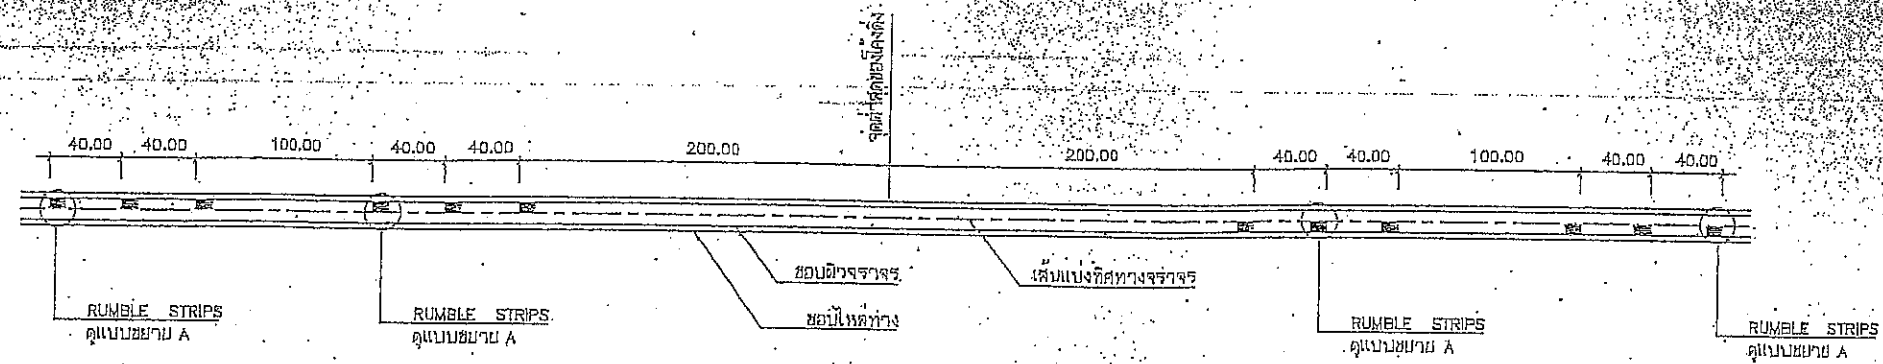 จุดต่ำสุดของโค้งดิ่ง
40.00 40.00 100.00 40.00 40.00 200.00 200.00 40.00 40.00 100.00 40.00 40.00
ขอบผิวจราจร
เส้นแบ่งทิศทางจราจร
ขอบไหล่ทาง
RUMBLE STRIPS
ดูแบบขยาย A
RUMBLE STRIPS
ดูแบบขยาย A
RUMBLE STRIPS
ดูแบบขยาย A
RUMBLE STRIPS
ดูแบบขยาย A